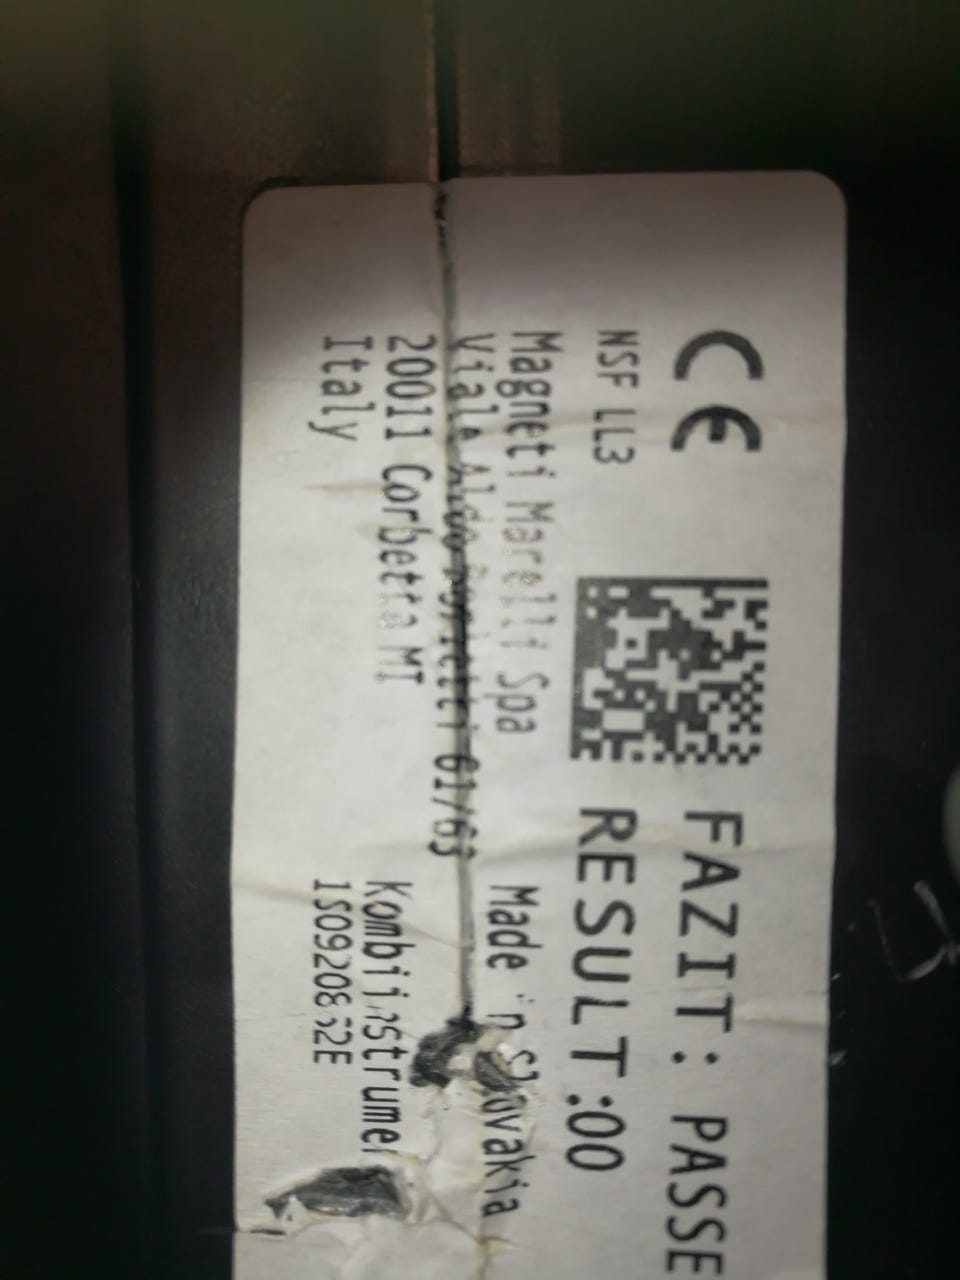 CE
FAZIT: PASSE
NSF LL3
RESULT:00
Magneti Marelli Spa
Made in Slovakia
Viale Aldo Borletti 61/63
20011 Corbetta MI
Kombiinstrumen
Italy